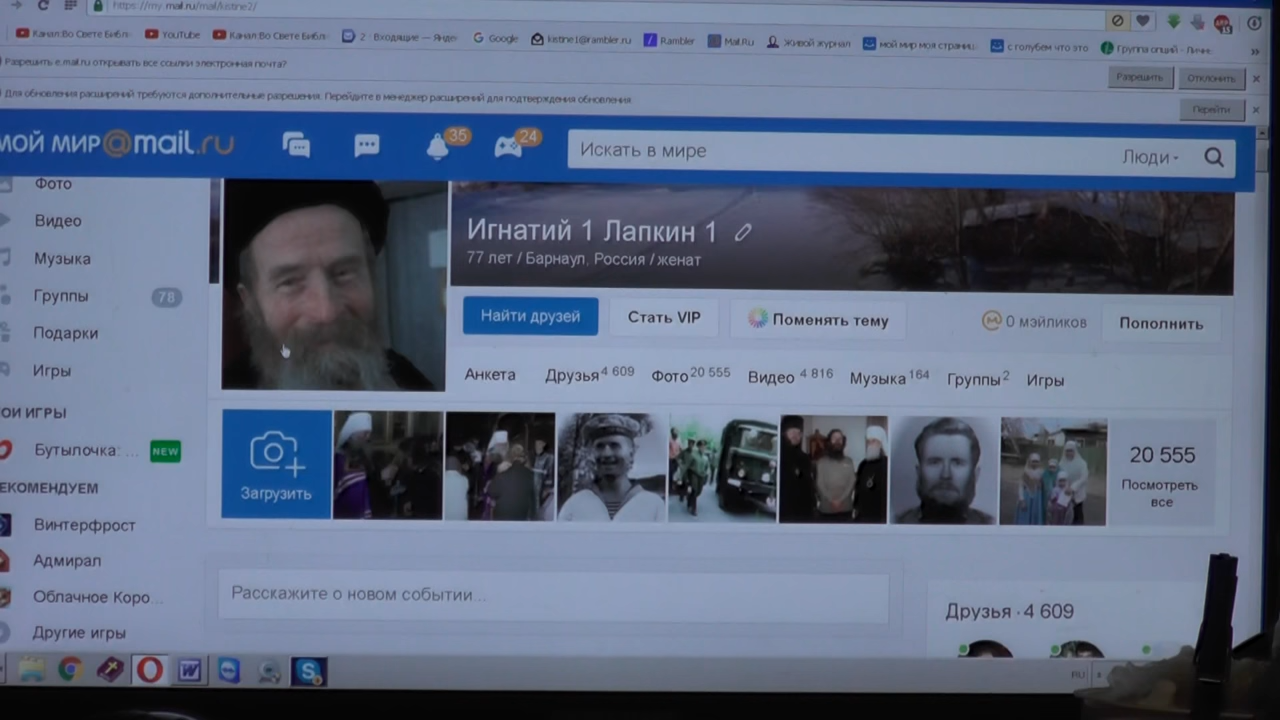 https://my.mail.ru/mail/kistine2/
Канал:Во Свете Библ
YouTube
Канал:Во Свете Библ
2 · Входящие — Янде
Google
kistine1@rambler.ru
Rambler
Mail.Ru
Живой журнал
мой мир моя страниц
с голубем что это
Группа опций - Личн
Разрешить e.mail.ru открывать все ссылки электронная почта?
Разрешить
Отклонить
Для обновления расширений требуются дополнительные разрешения. Перейдите в менеджер расширений для подтверждения обновления
Перейти
МОЙ МИР@mail.ru
35
24
Искать в мире
Люди
Фото
Видео
Музыка
Группы 78
Подарки
Игры
ОИ ИГРЫ
Бутылочка: ... NEW
ЕКОМЕНДУЕМ
Винтерфрост
Адмирал
Облачное Коро...
Другие игры
Игнатий 1 Лапкин 1
77 лет / Барнаул, Россия / женат
Найти друзей
Стать VIP
Поменять тему
0 мэйликов
Пополнить
Анкета Друзья 4 609 Фото 20 555 Видео 4 816 Музыка 164 Группы 2 Игры
Загрузить
20 555
Посмотреть
все
Расскажите о новом событии...
Друзья · 4 609
RU